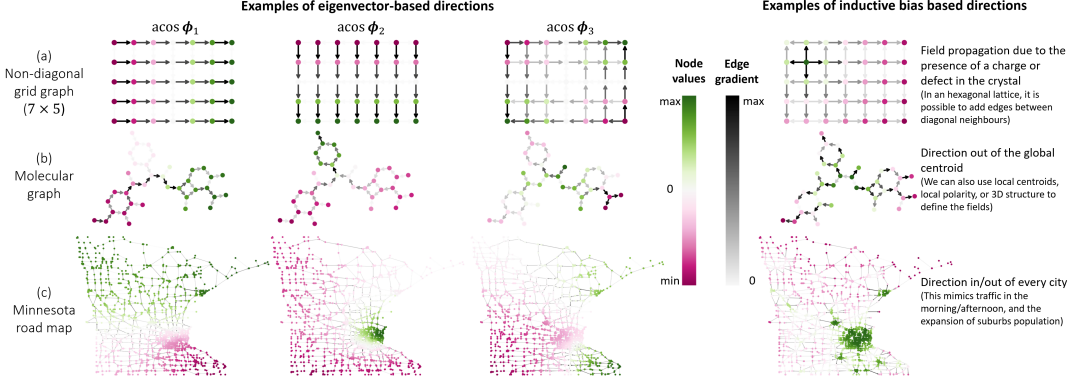 Examples of eigenvector-based directions
Examples of inductive bias based directions
acos ϕ₁
acos ϕ₂
acos ϕ₃
(a)
Non-diagonal
grid graph
(7 × 5)
(b)
Molecular
graph
(c)
Minnesota
road map
Node
values
max
0
min
Edge
gradient
max
0
Field propagation due to the
presence of a charge or
defect in the crystal
(In an hexagonal lattice, it is
possible to add edges between
diagonal neighbours)
Direction out of the global
centroid
(We can also use local centroids,
local polarity, or 3D structure to
define the fields)
Direction in/out of every city
(This mimics traffic in the
morning/afternoon, and the
expansion of suburbs population)